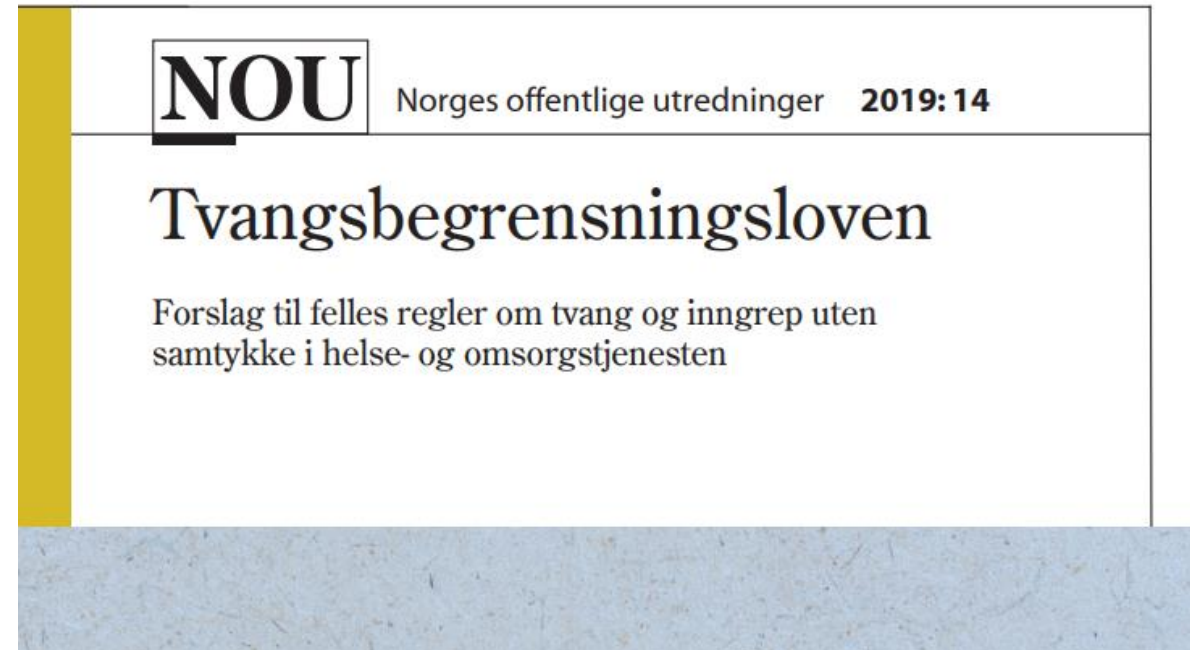 NOU Norges offentlige utredninger 2019: 14
Tvangsbegrensningsloven
Forslag til felles regler om tvang og inngrep uten
samtykke i helse- og omsorgstjenesten